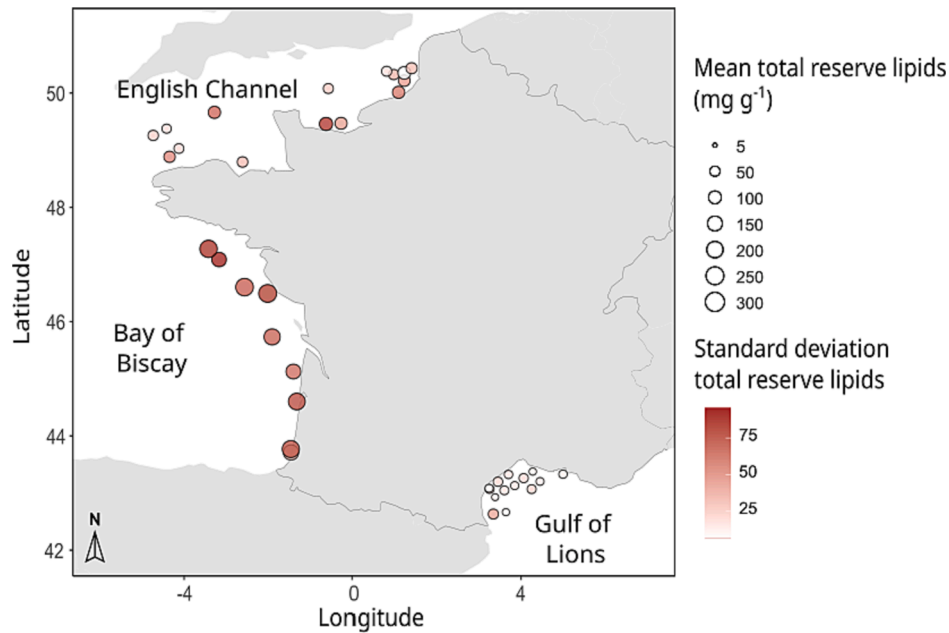 English Channel
Bay of
Biscay
Gulf of
Lions
N
50
48
46
44
42
Latitude
-4
0
4
Longitude
Mean total reserve lipids
(mg g⁻¹)
5
50
100
150
200
250
300
Standard deviation
total reserve lipids
75
50
25